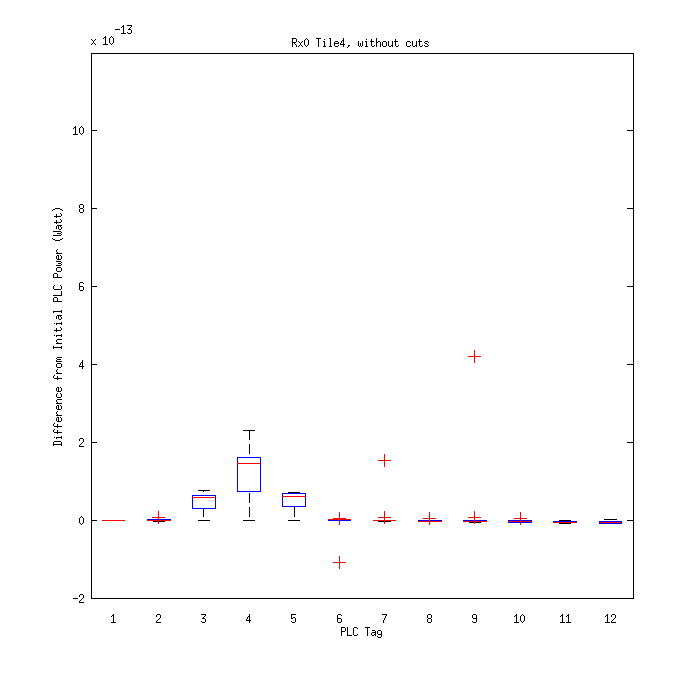 x 10^-13
Rx0 Tile4, without cuts
10
8
6
4
2
0
-2
Difference from Initial PLC Power (Watt)
1 2 3 4 5 6 7 8 9 10 11 12
PLC Tag